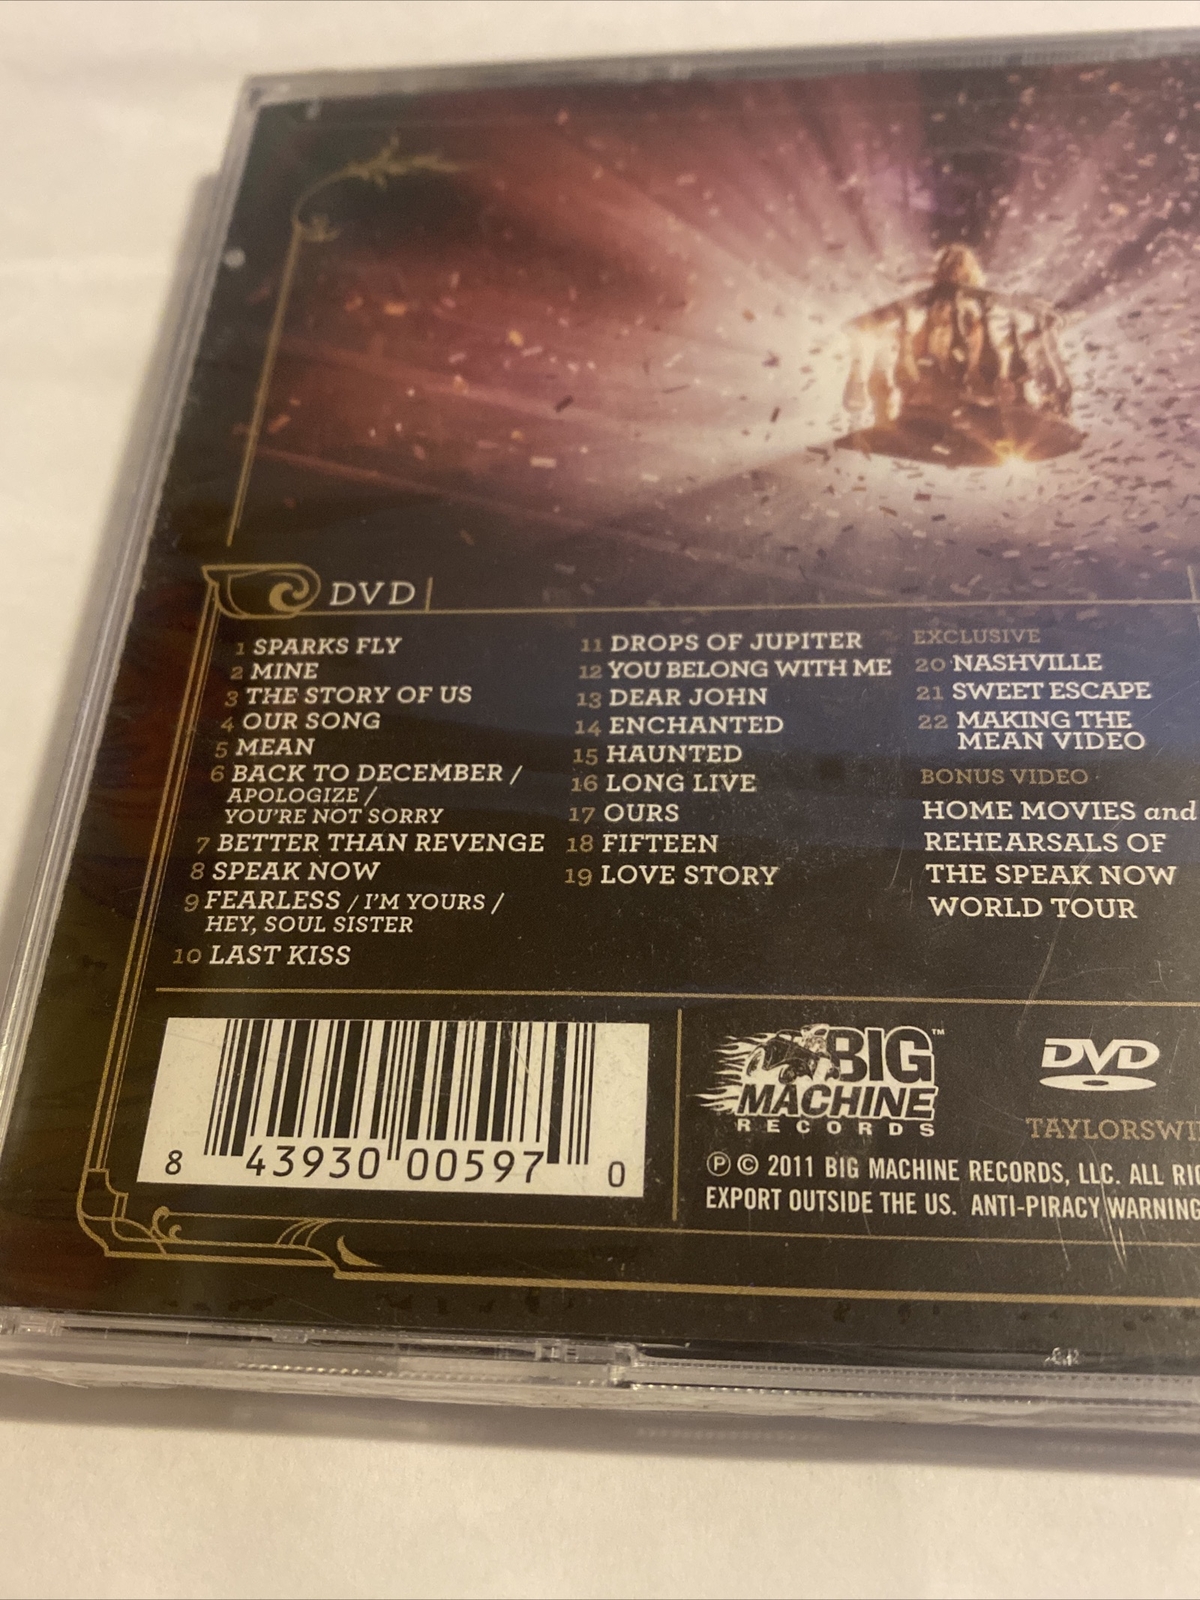 DVD
1 SPARKS FLY
2 MINE
3 THE STORY OF US
4 OUR SONG
5 MEAN
6 BACK TO DECEMBER /
APOLOGIZE /
YOU'RE NOT SORRY
7 BETTER THAN REVENGE
8 SPEAK NOW
9 FEARLESS / I'M YOURS /
HEY, SOUL SISTER
10 LAST KISS
11 DROPS OF JUPITER
12 YOU BELONG WITH ME
13 DEAR JOHN
14 ENCHANTED
15 HAUNTED
16 LONG LIVE
17 OURS
18 FIFTEEN
19 LOVE STORY
EXCLUSIVE
20 NASHVILLE
21 SWEET ESCAPE
22 MAKING THE
MEAN VIDEO
BONUS VIDEO
HOME MOVIES and
REHEARSALS OF
THE SPEAK NOW
WORLD TOUR
8 43930 00597 0
BIG™
MACHINE
RECORDS
DVD
TAYLORSWI
Ⓟ © 2011 BIG MACHINE RECORDS, LLC. ALL RIG
EXPORT OUTSIDE THE US. ANTI-PIRACY WARNING